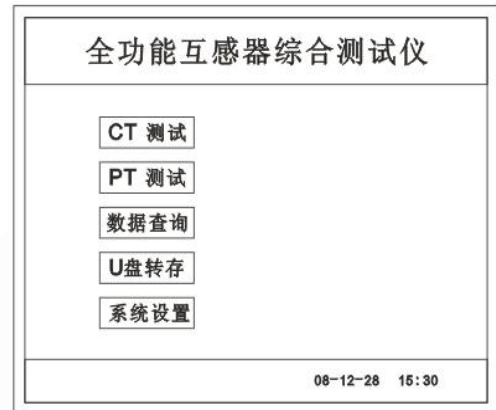 全功能互感器综合测试仪
CT 测试
PT 测试
数据查询
U盘转存
系统设置
08-12-28 15:30